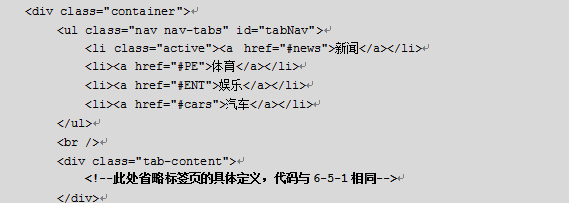 <div class="container">
<ul class="nav nav-tabs" id="tabNav">
<li class="active"><a href="#news">新闻</a></li>
<li><a href="#PE">体育</a></li>
<li><a href="#ENT">娱乐</a></li>
<li><a href="#cars">汽车</a></li>
</ul>
<br />
<div class="tab-content">
<!--此处省略标签页的具体定义，代码与 6-5-1 相同-->
</div>